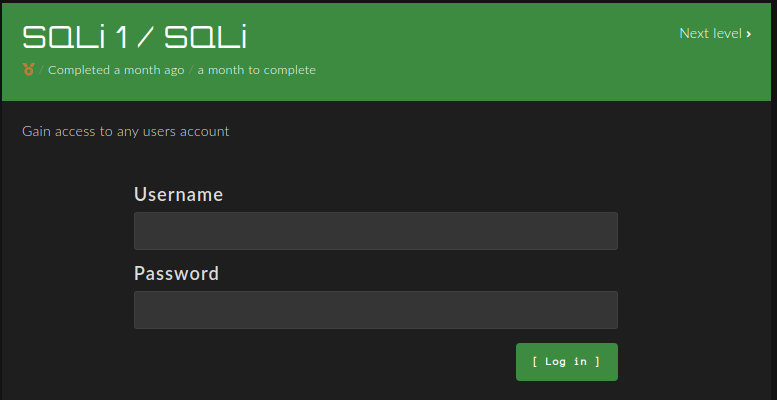 SQLi 1 / SQLi
Next level ›
/ Completed a month ago / a month to complete
Gain access to any users account
Username
Password
[ Log in ]